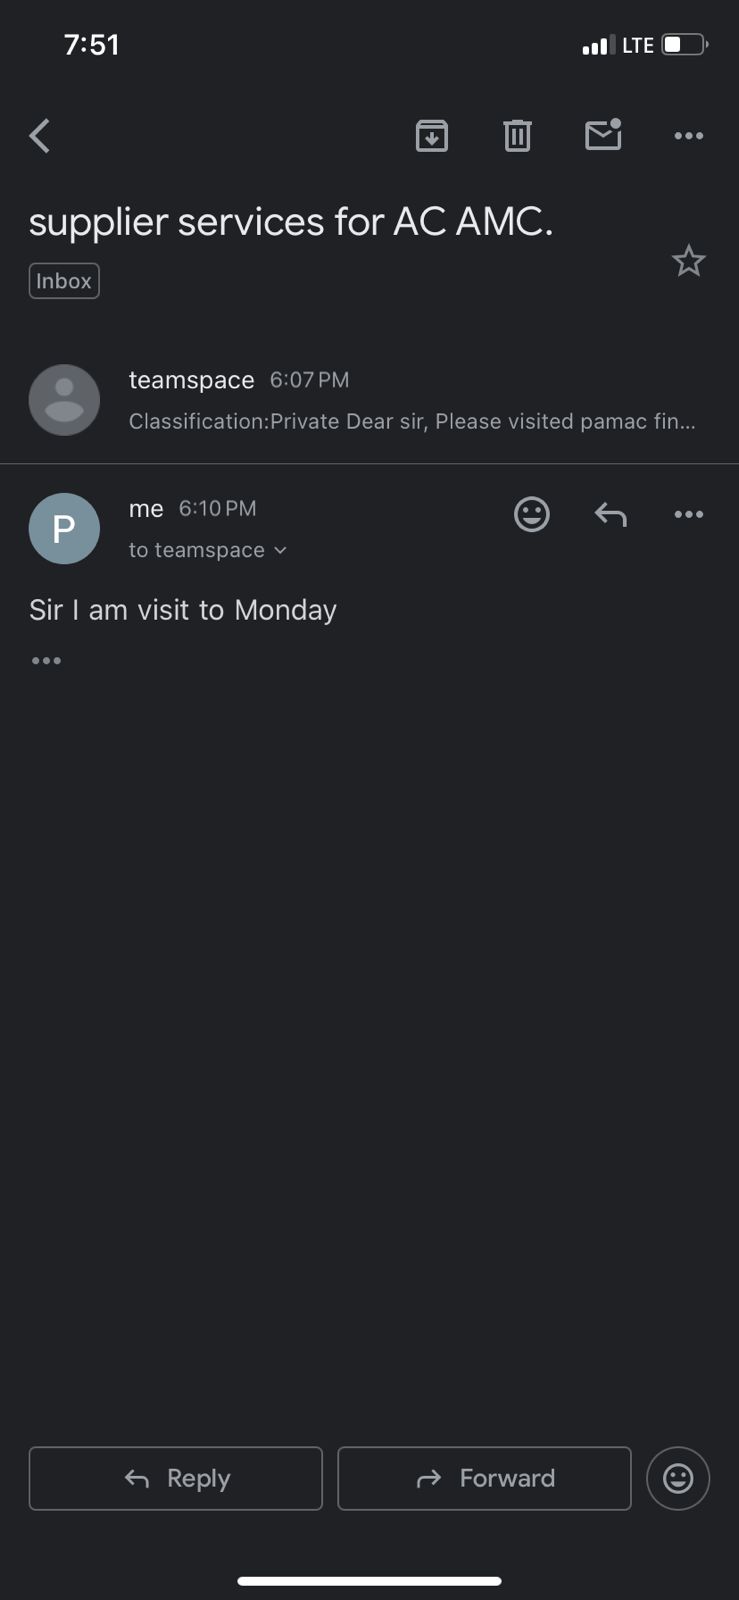 7:51 LTE
supplier services for AC AMC.
Inbox
teamspace 6:07 PM
Classification:Private Dear sir, Please visited pamac fin...
P
me 6:10 PM
to teamspace
Sir I am visit to Monday
Reply Forward